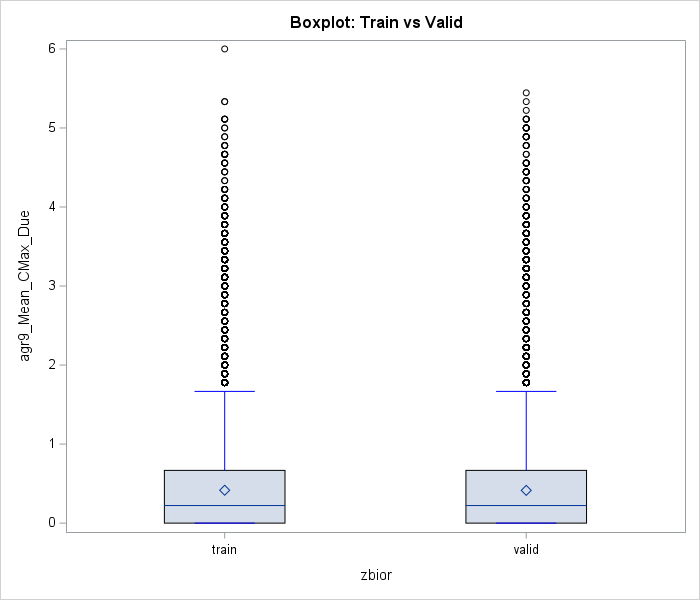 Boxplot: Train vs Valid
6
5
4
3
2
1
0
agr9_Mean_CMax_Due
train
valid
zbior